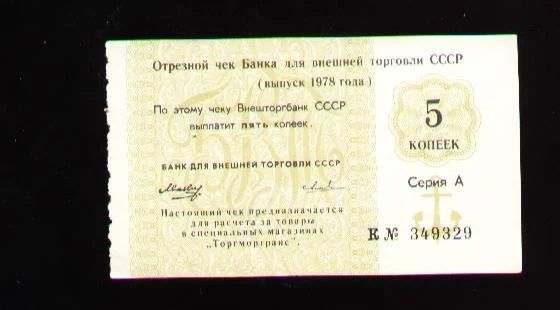 Отрезной чек Банка для внешней торговли СССР
(выпуск 1978 года)
По этому чеку Внешторгбанк СССР
выплатит пять копеек.
5
КОПЕЕК
БАНК ДЛЯ ВНЕШНЕЙ ТОРГОВЛИ СССР
Серия А
Настоящий чек предназначается
для расчета за товары
в специальных магазинах
„Торгмортранс".
К № 349329